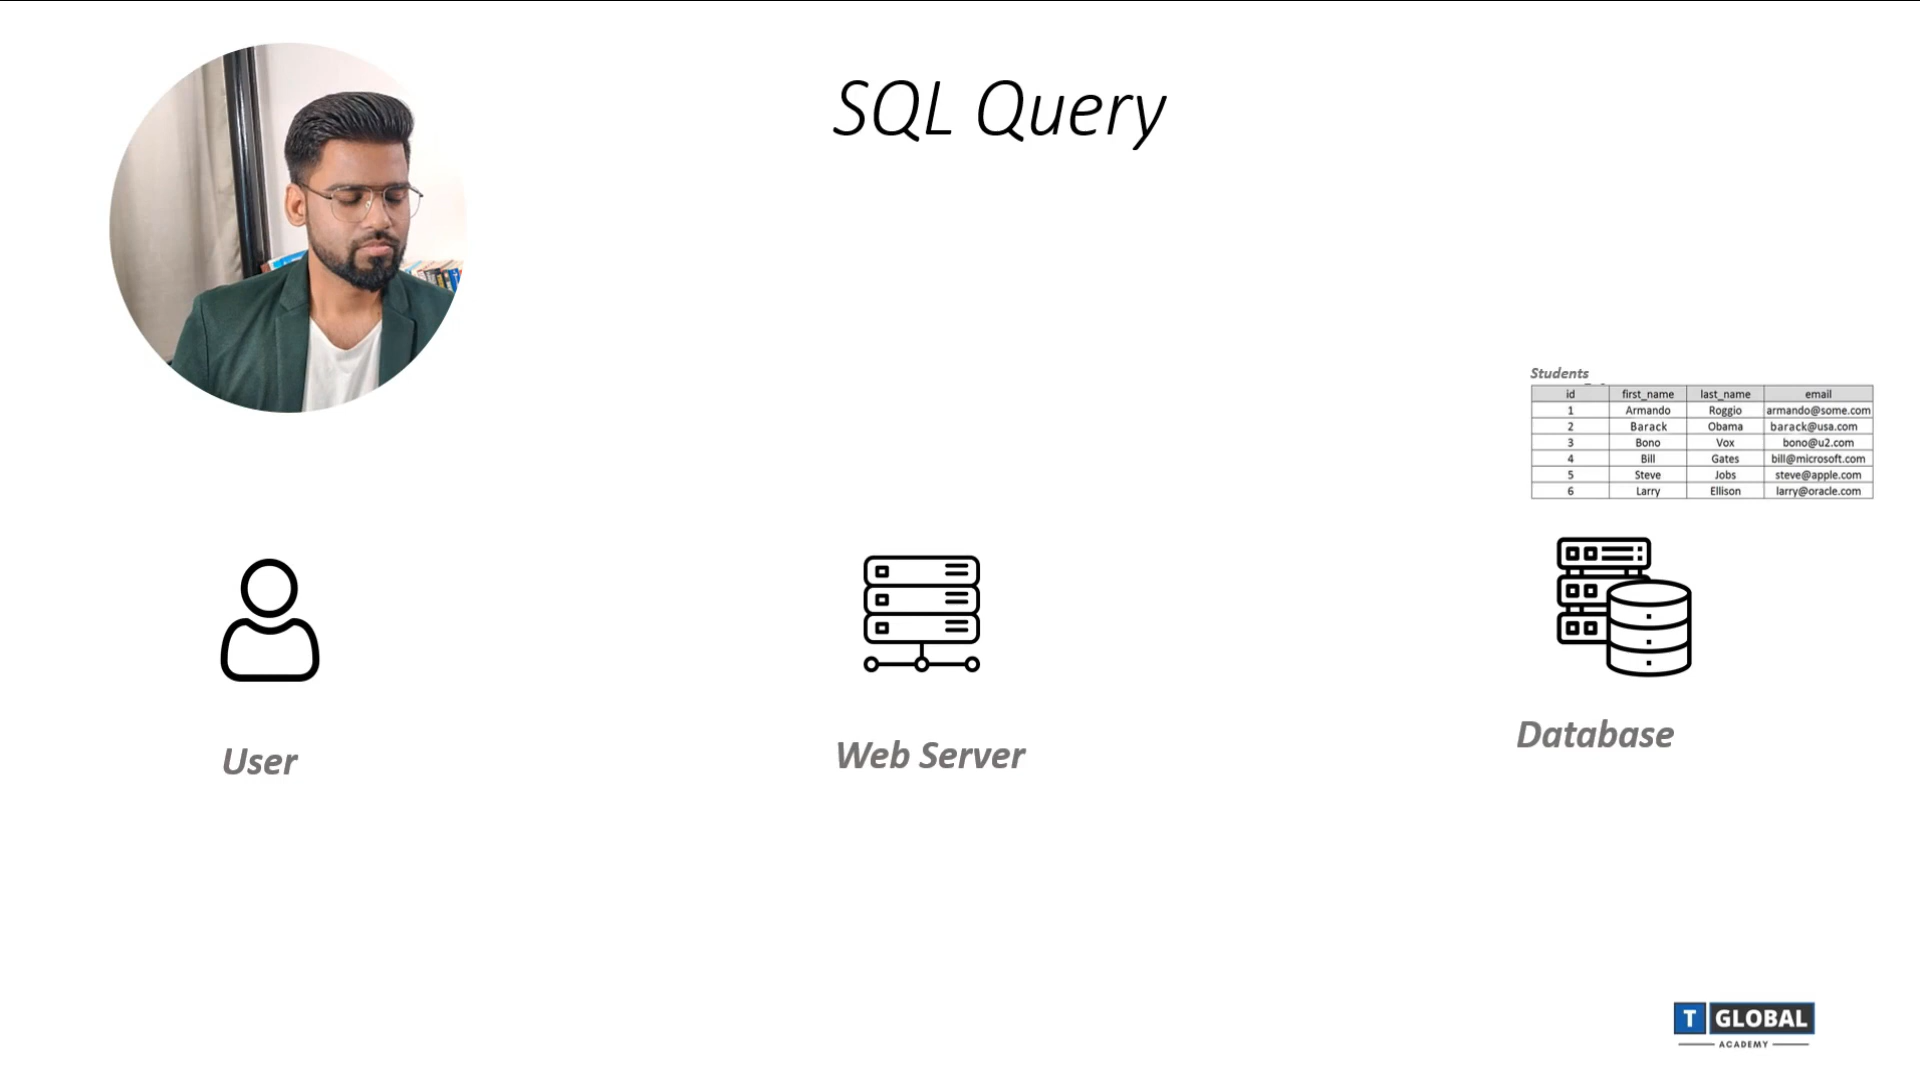 SQL Query
Students
id first_name last_name email
1 Armando Roggio armando@some.com
2 Barack Obama barack@usa.com
3 Bono Vox bono@u2.com
4 Bill Gates bill@microsoft.com
5 Steve Jobs steve@apple.com
6 Larry Ellison larry@oracle.com
User
Web Server
Database
T GLOBAL
ACADEMY